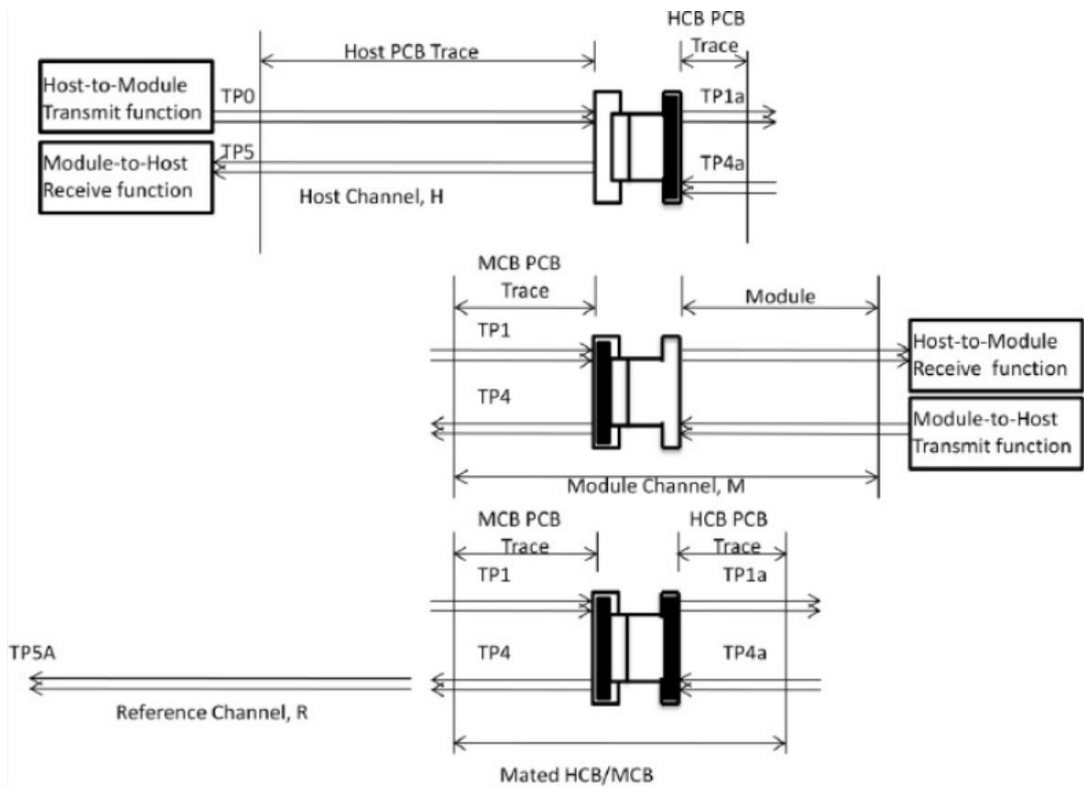 HCB PCB
Trace
Host PCB Trace
Host-to-Module
Transmit function
TP0
TP1a
Module-to-Host
Receive function
TP5
TP4a
Host Channel, H
MCB PCB
Trace
Module
TP1
Host-to-Module
Receive function
TP4
Module-to-Host
Transmit function
Module Channel, M
MCB PCB
Trace
HCB PCB
Trace
TP1
TP1a
TP5A
TP4
TP4a
Reference Channel, R
Mated HCB/MCB